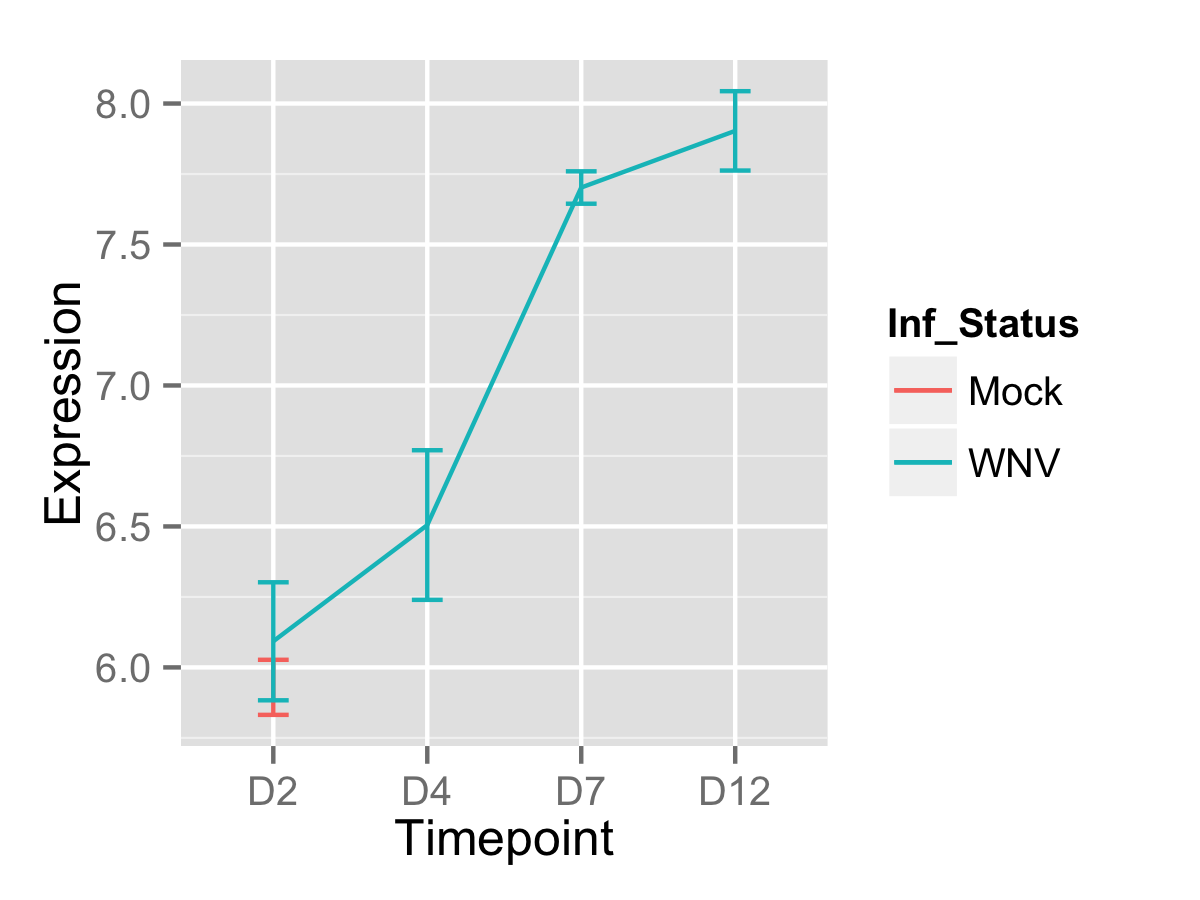 8.0
7.5
7.0
6.5
6.0
Expression
D2 D4 D7 D12
Timepoint
Inf_Status
Mock
WNV